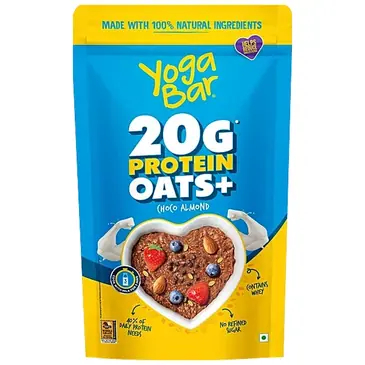 MADE WITH 100% NATURAL INGREDIENTS
Yoga
Bar
20G*
PROTEIN
OATS+
CHOCO ALMOND
CONTAINS
WHEY
40% OF
DAILY PROTEIN
NEEDS
NO REFINED
SUGAR